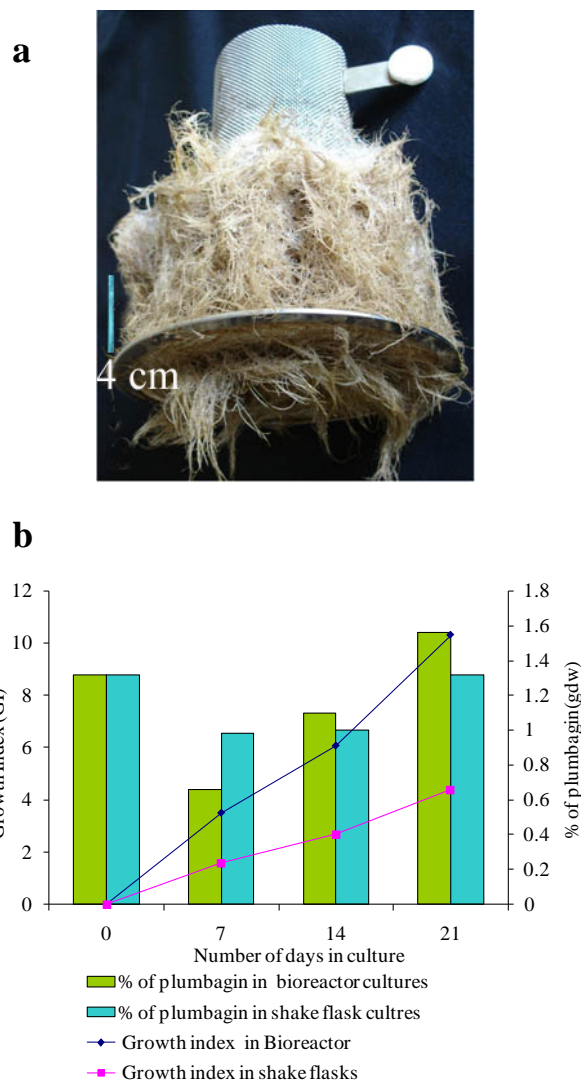 a
4 cm
b
12
10
8
6
4
2
0
Growth index (GI)
1.8
1.6
1.4
1.2
1
0.8
0.6
0.4
0.2
0
% of plumbagin(gdw)
0 7 14 21
Number of days in culture
% of plumbagin in bioreactor cultures
% of plumbagin in shake flask cultres
Growth index in Bioreactor
Growth index in shake flasks